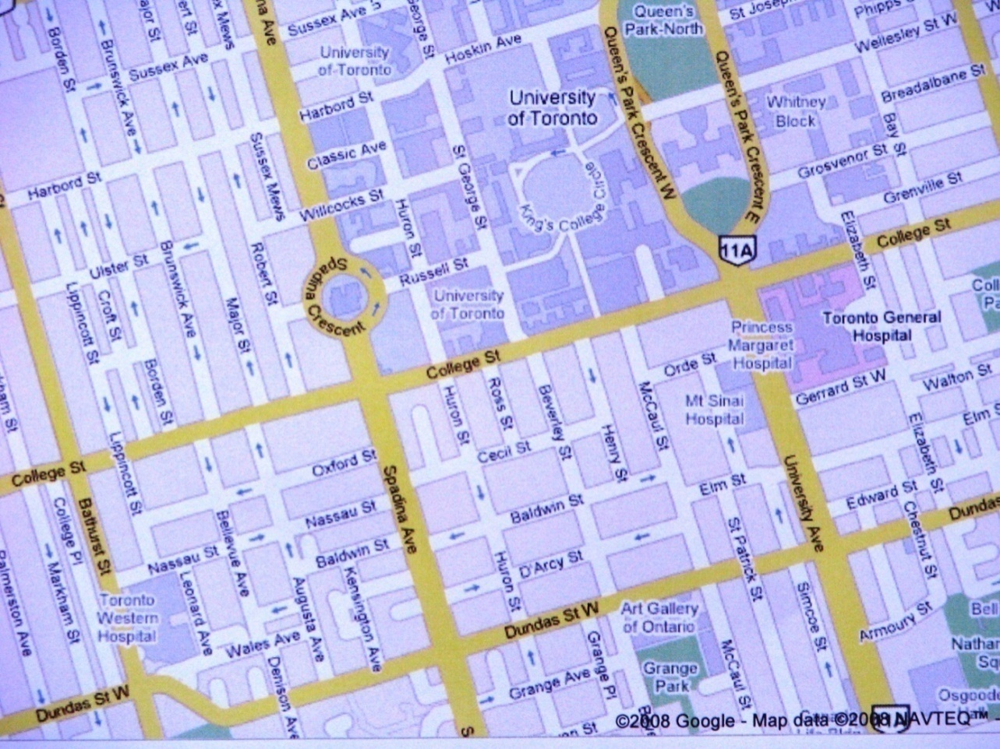 Sussex Ave
Hoskin Ave
Queen's
Park-North
Wellesley St W
Borden St
Brunswick Ave
Sussex Ave
University
of Toronto
University
of Toronto
Queen's Park Crescent W
Queen's Park Crescent E
Whitney
Block
Breadalbane St
Bay St
Harbord St
Classic Ave
Sussex Mews
St George St
King's College Circle
Grosvenor St
Grenville St
Harbord St
Willcocks St
Huron St
11A
Elizabeth St
College St
Ulster St
Brunswick Ave
Robert St
Spadina Crescent
Russell St
University
of Toronto
Lippincott St
Croft St
Major St
Borden St
Princess
Margaret
Hospital
Toronto General
Hospital
College St
Orde St
Gerrard St W
Walton St
Huron St
Ross St
Beverley St
McCaul St
Mt Sinai
Hospital
Elizabeth St
Henry St
Cecil St
Lippincott St
Oxford St
College St
College Pl
Bathurst St
Spadina Ave
Elm St
University Ave
Edward St
Nassau St
Baldwin St
Bellevue Ave
Nassau St
Baldwin St
D'Arcy St
Huron St
St Patrick St
Chestnut St
Palmerston Ave
Markham St
Toronto
Western
Hospital
Leonard Ave
Augusta Ave
Kensington Ave
Simcoe St
Armoury St
Art Gallery
of Ontario
Dundas St W
Wales Ave
Denison Ave
Grange Ave
Grange Pl
Grange
Park
McCaul St
Dundas St W
©2008 Google - Map data ©2008 NAVTEQ™